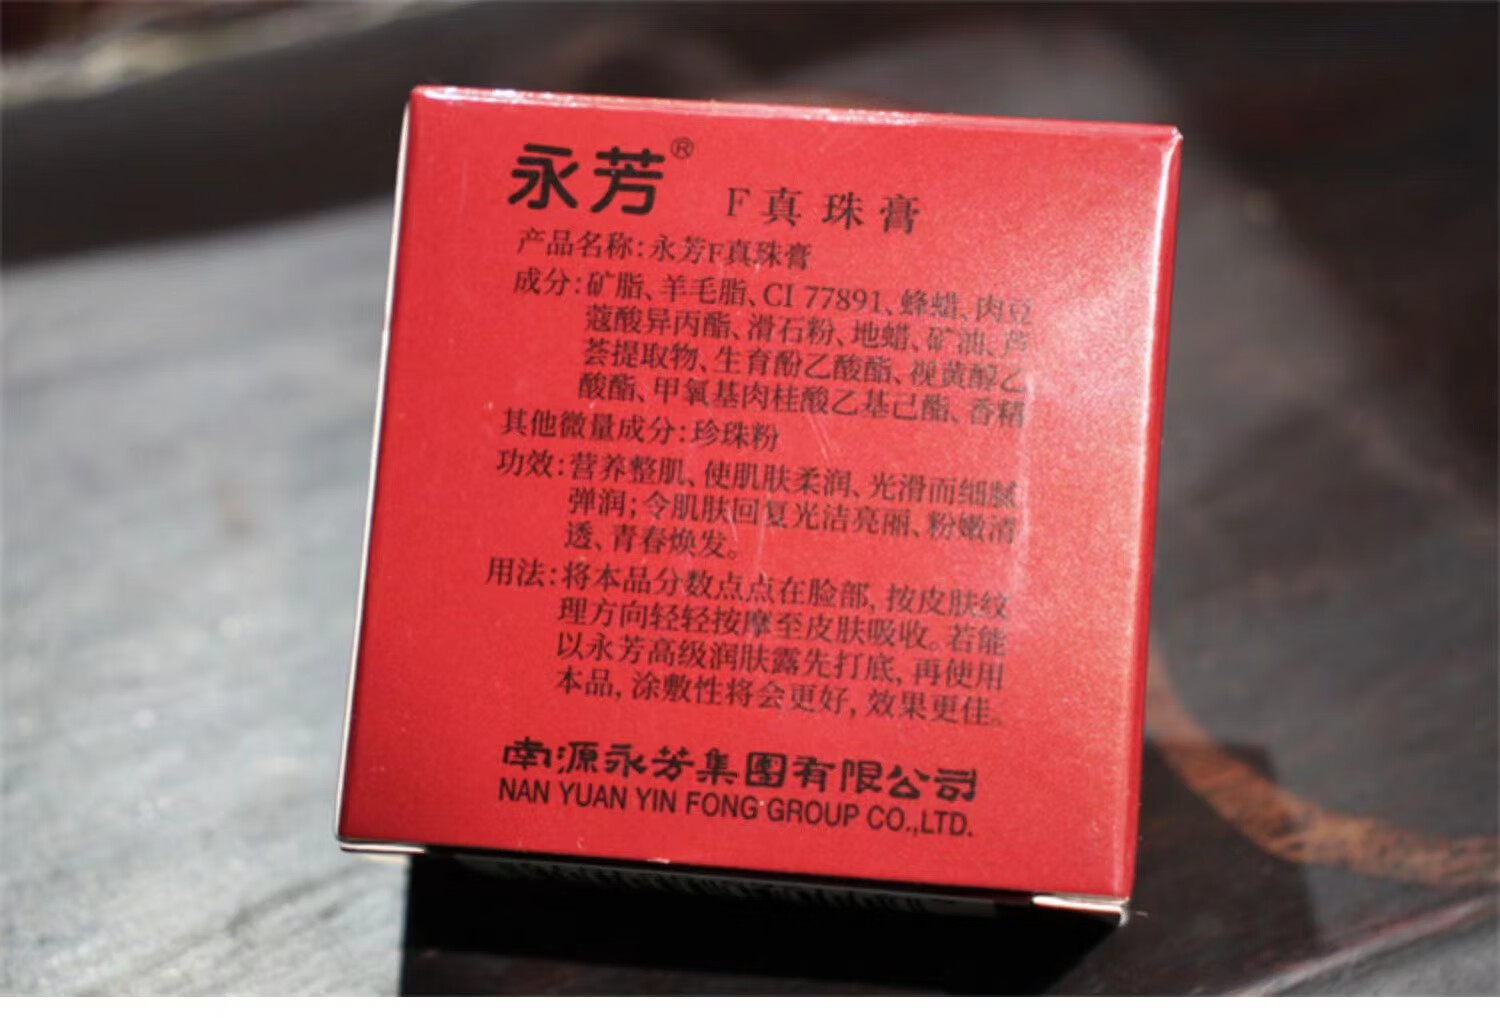 永芳® F真珠膏
产品名称:永芳F真珠膏
成分:矿脂、羊毛脂、CI 77891、蜂蜡、肉豆
蔻酸异丙酯、滑石粉、地蜡、矿油、芦
荟提取物、生育酚乙酸酯、视黄醇乙
酸酯、甲氧基肉桂酸乙基己酯、香精
其他微量成分:珍珠粉
功效:营养整肌、使肌肤柔润、光滑而细腻
弹润;令肌肤回复光洁亮丽、粉嫩清
透、青春焕发。
用法:将本品分数点点在脸部,按皮肤纹
理方向轻轻按摩至皮肤吸收。若能
以永芳高级润肤露先打底,再使用
本品,涂敷性将会更好,效果更佳。
南源永芳集團有限公司
NAN YUAN YIN FONG GROUP CO.,LTD.